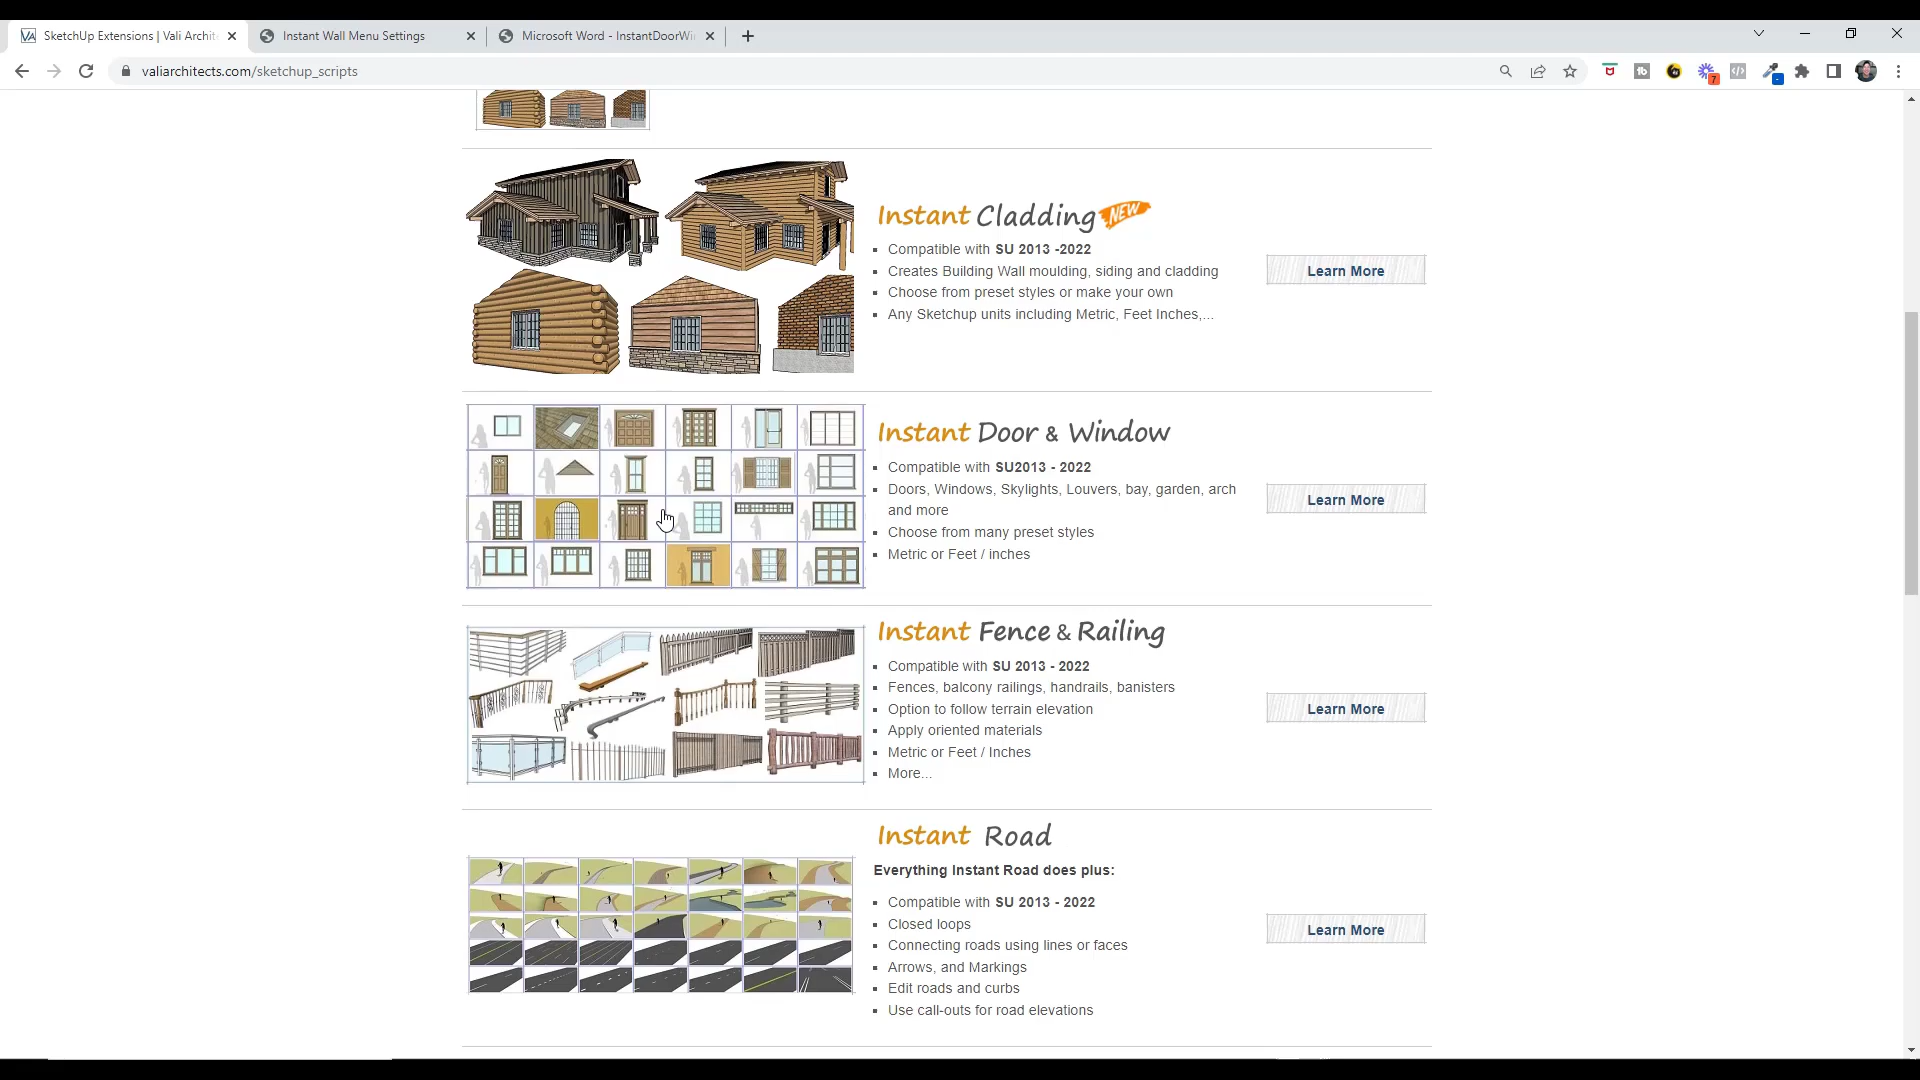 SketchUp Extensions | Vali Archite
Instant Wall Menu Settings
Microsoft Word - InstantDoorWin
valiarchitects.com/sketchup_scripts
7
Instant Cladding NEW
Compatible with SU 2013 -2022
Creates Building Wall moulding, siding and cladding
Choose from preset styles or make your own
Any Sketchup units including Metric, Feet Inches,...
Learn More
Instant Door & Window
Compatible with SU2013 - 2022
Doors, Windows, Skylights, Louvers, bay, garden, arch
and more
Choose from many preset styles
Metric or Feet / inches
Learn More
Instant Fence & Railing
Compatible with SU 2013 - 2022
Fences, balcony railings, handrails, banisters
Option to follow terrain elevation
Apply oriented materials
Metric or Feet / Inches
More...
Learn More
Instant Road
Everything Instant Road does plus:
Compatible with SU 2013 - 2022
Closed loops
Connecting roads using lines or faces
Arrows, and Markings
Edit roads and curbs
Use call-outs for road elevations
Learn More